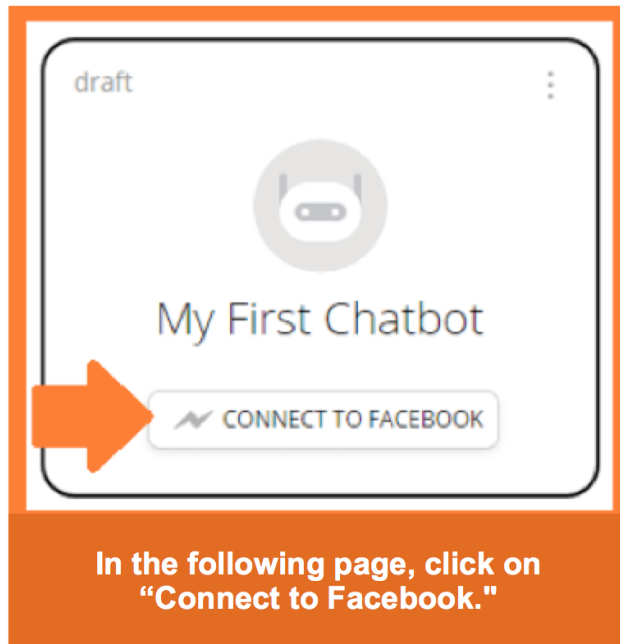 draft
My First Chatbot
CONNECT TO FACEBOOK
In the following page, click on
“Connect to Facebook."